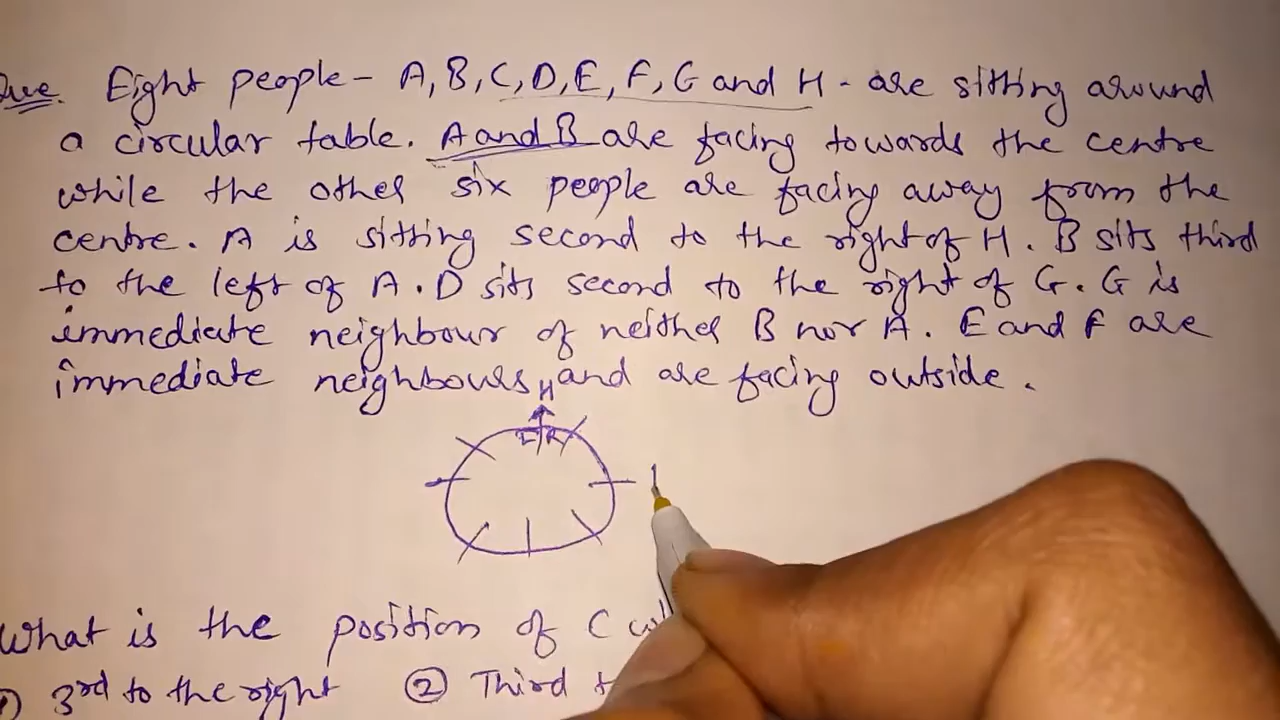 Que. Eight people - A, B, C, D, E, F, G and H - are sitting around
a circular table. A and B are facing towards the centre
while the other six people are facing away from the
centre. A is sitting second to the right of H. B sits third
to the left of A. D sits second to the right of G. G is
immediate neighbour of neither B nor A. E and F are
immediate neighbours and are facing outside.
H
L R
What is the position of C
1) 3rd to the right ② Third